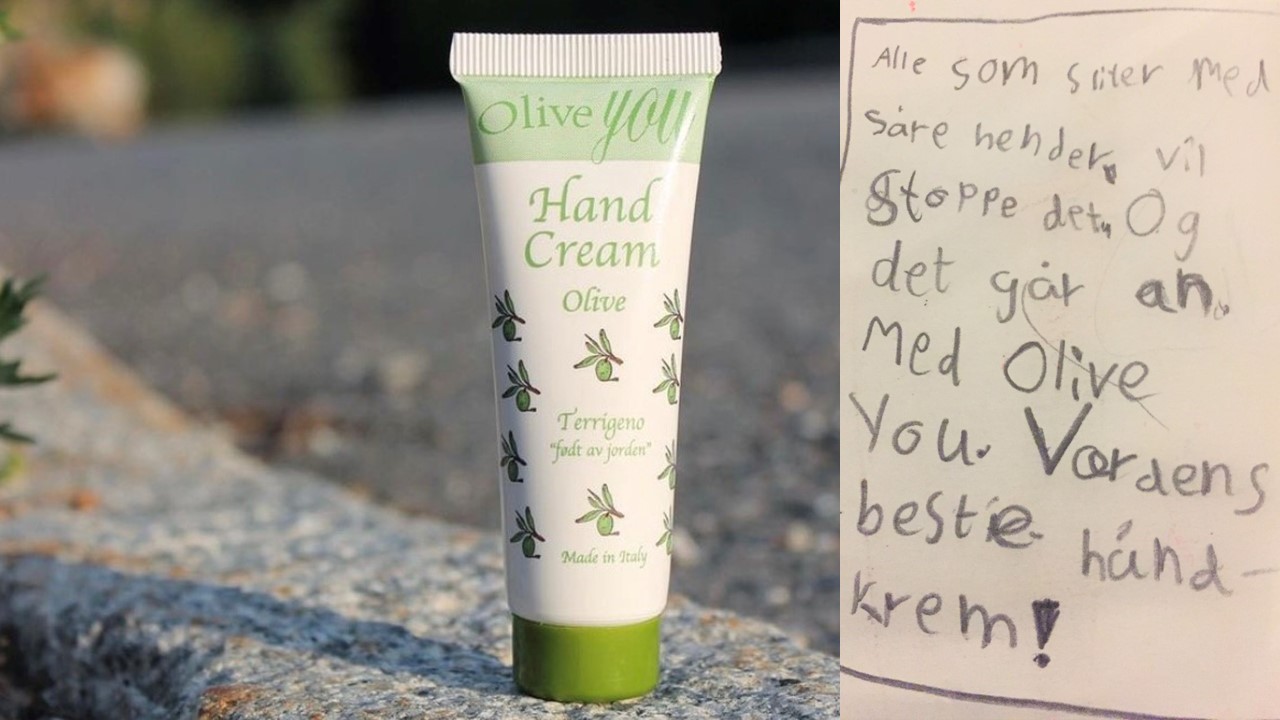 Olive you
Hand
Cream
Olive
Terrigeno
"født av jorden"
Made in Italy
Alle som sliter med
såre hender, vil
stoppe det. Og
det går an.
Med Olive
You. Værdens
beste hånd-
krem!